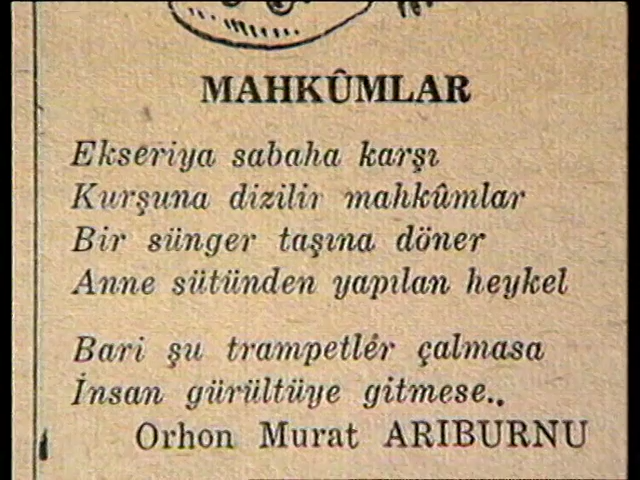 MAHKÛMLAR
Ekseriya sabaha karşı
Kurşuna dizilir mahkûmlar
Bir sünger taşına döner
Anne sütünden yapılan heykel
Bari şu trampetlêr çalmasa
İnsan gürültüye gitmese..
Orhon Murat ARIBURNU